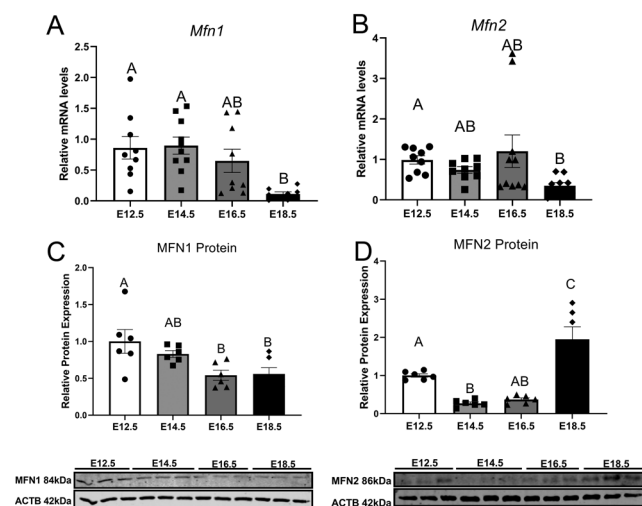 A
Mfn1
Relative mRNA levels
2.5
2.0
1.5
1.0
0.5
0.0
A
A
AB
B
E12.5
E14.5
E16.5
E18.5
B
Mfn2
Relative mRNA levels
6
4
2
1
0
A
AB
AB
B
E12.5
E14.5
E16.5
E18.5
C
MFN1 Protein
Relative Protein Expression
2.0
1.5
1.0
0.5
0.0
A
AB
B
B
E12.5
E14.5
E16.5
E18.5
D
MFN2 Protein
Relative Protein Expression
4
2
1
0
A
B
AB
C
E12.5
E14.5
E16.5
E18.5
E12.5 E14.5 E16.5 E18.5
MFN1 84kDa
ACTB 42kDa
E12.5 E14.5 E16.5 E18.5
MFN2 86kDa
ACTB 42kDa